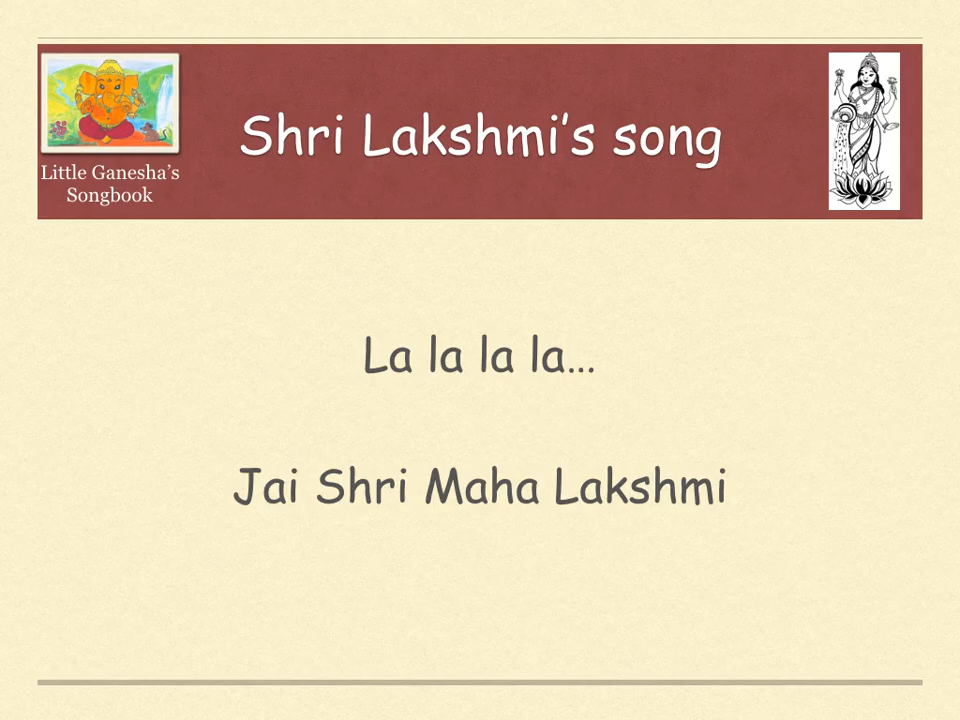 Shri Lakshmi’s song
Little Ganesha’s
Songbook
La la la la…
Jai Shri Maha Lakshmi